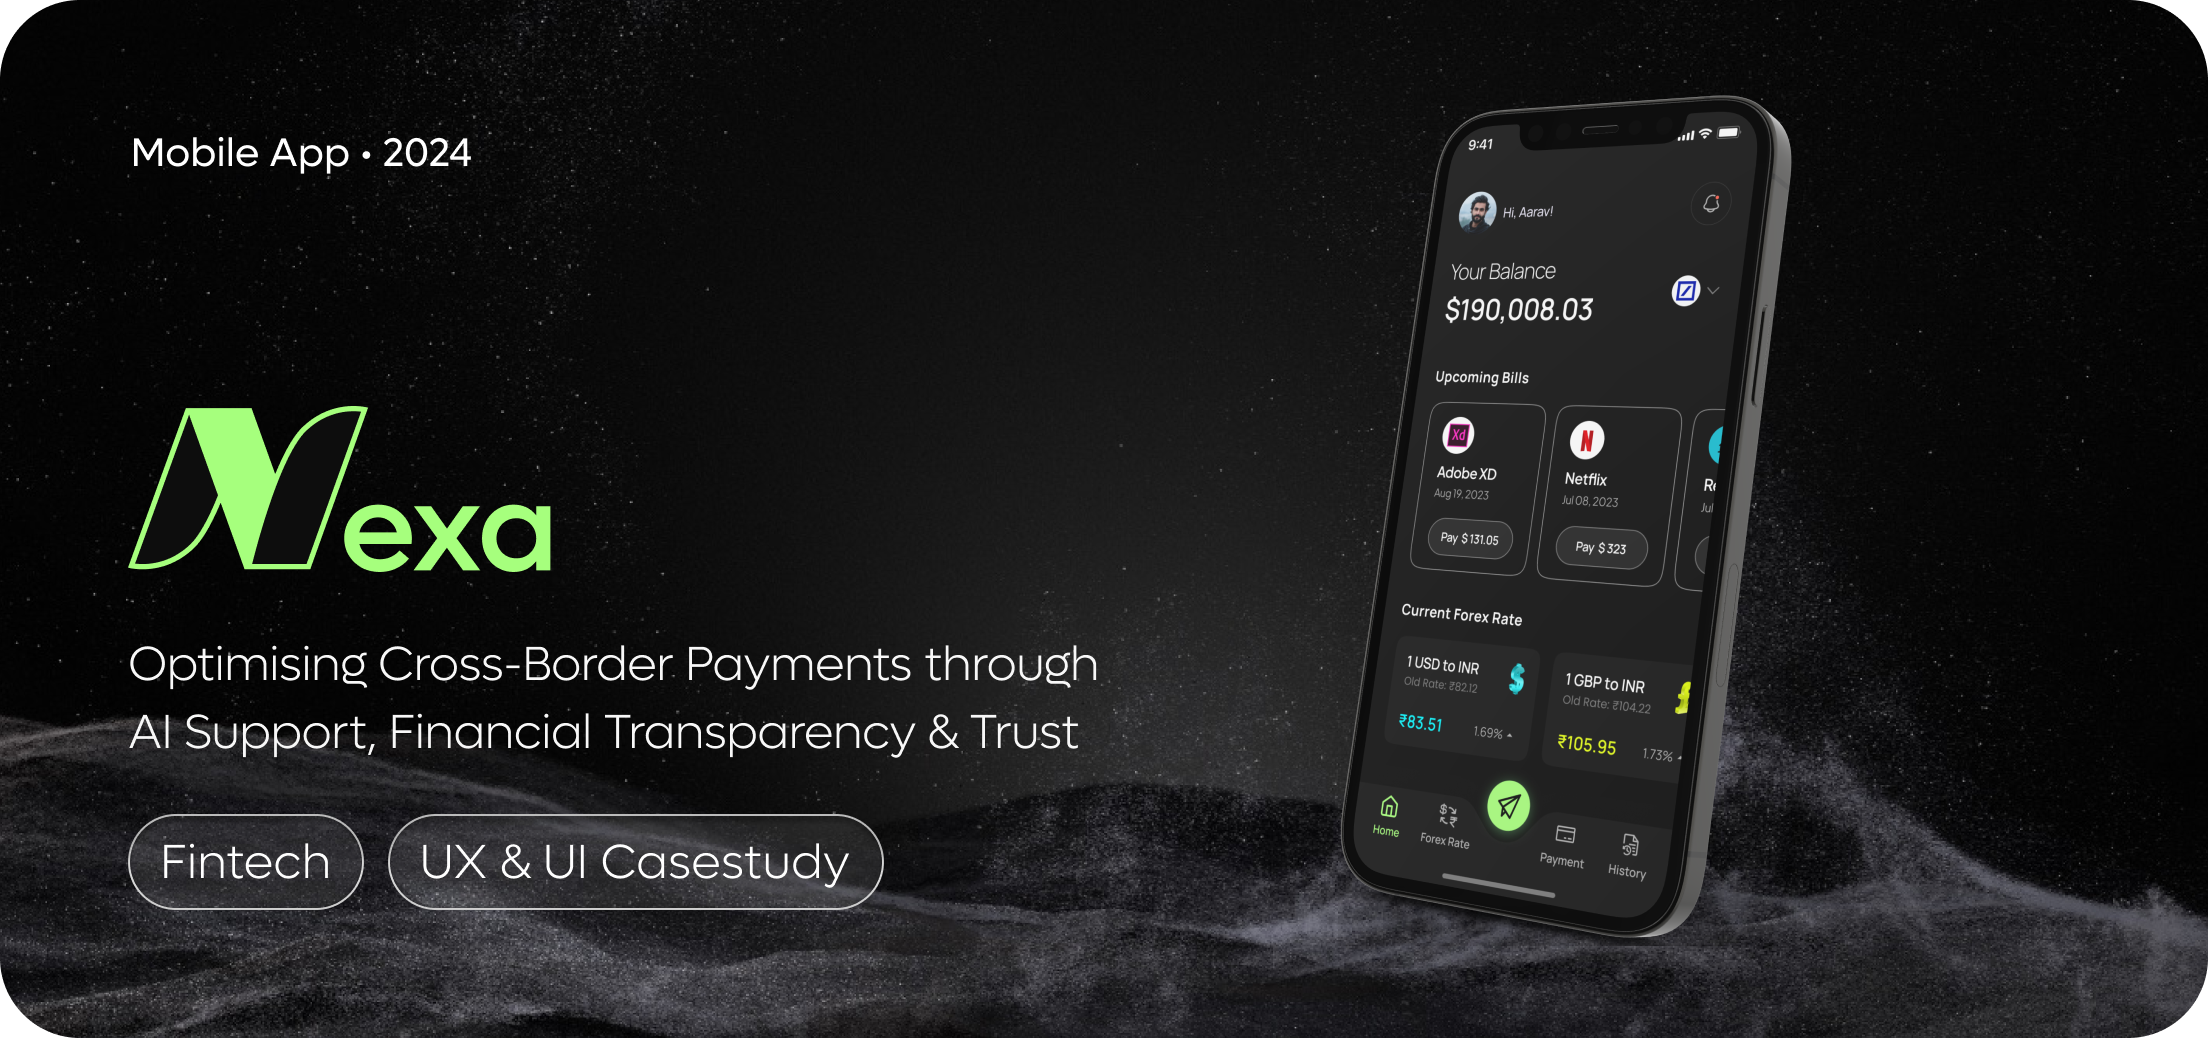 Mobile App • 2024
Nexa
Optimising Cross-Border Payments through
AI Support, Financial Transparency & Trust
Fintech
UX & UI Casestudy
9:41
Hi, Aarav!
Your Balance
$190,008.03
Upcoming Bills
Xd
Adobe XD
Aug 19, 2023
Pay $131.05
N
Netflix
Jul 08, 2023
Pay $323
Re
Jul
Current Forex Rate
1 USD to INR
Old Rate: ₹82.12
$
₹83.51
1.69%
1 GBP to INR
Old Rate: ₹104.22
£
₹105.95
1.73%
Home
Forex Rate
Payment
History